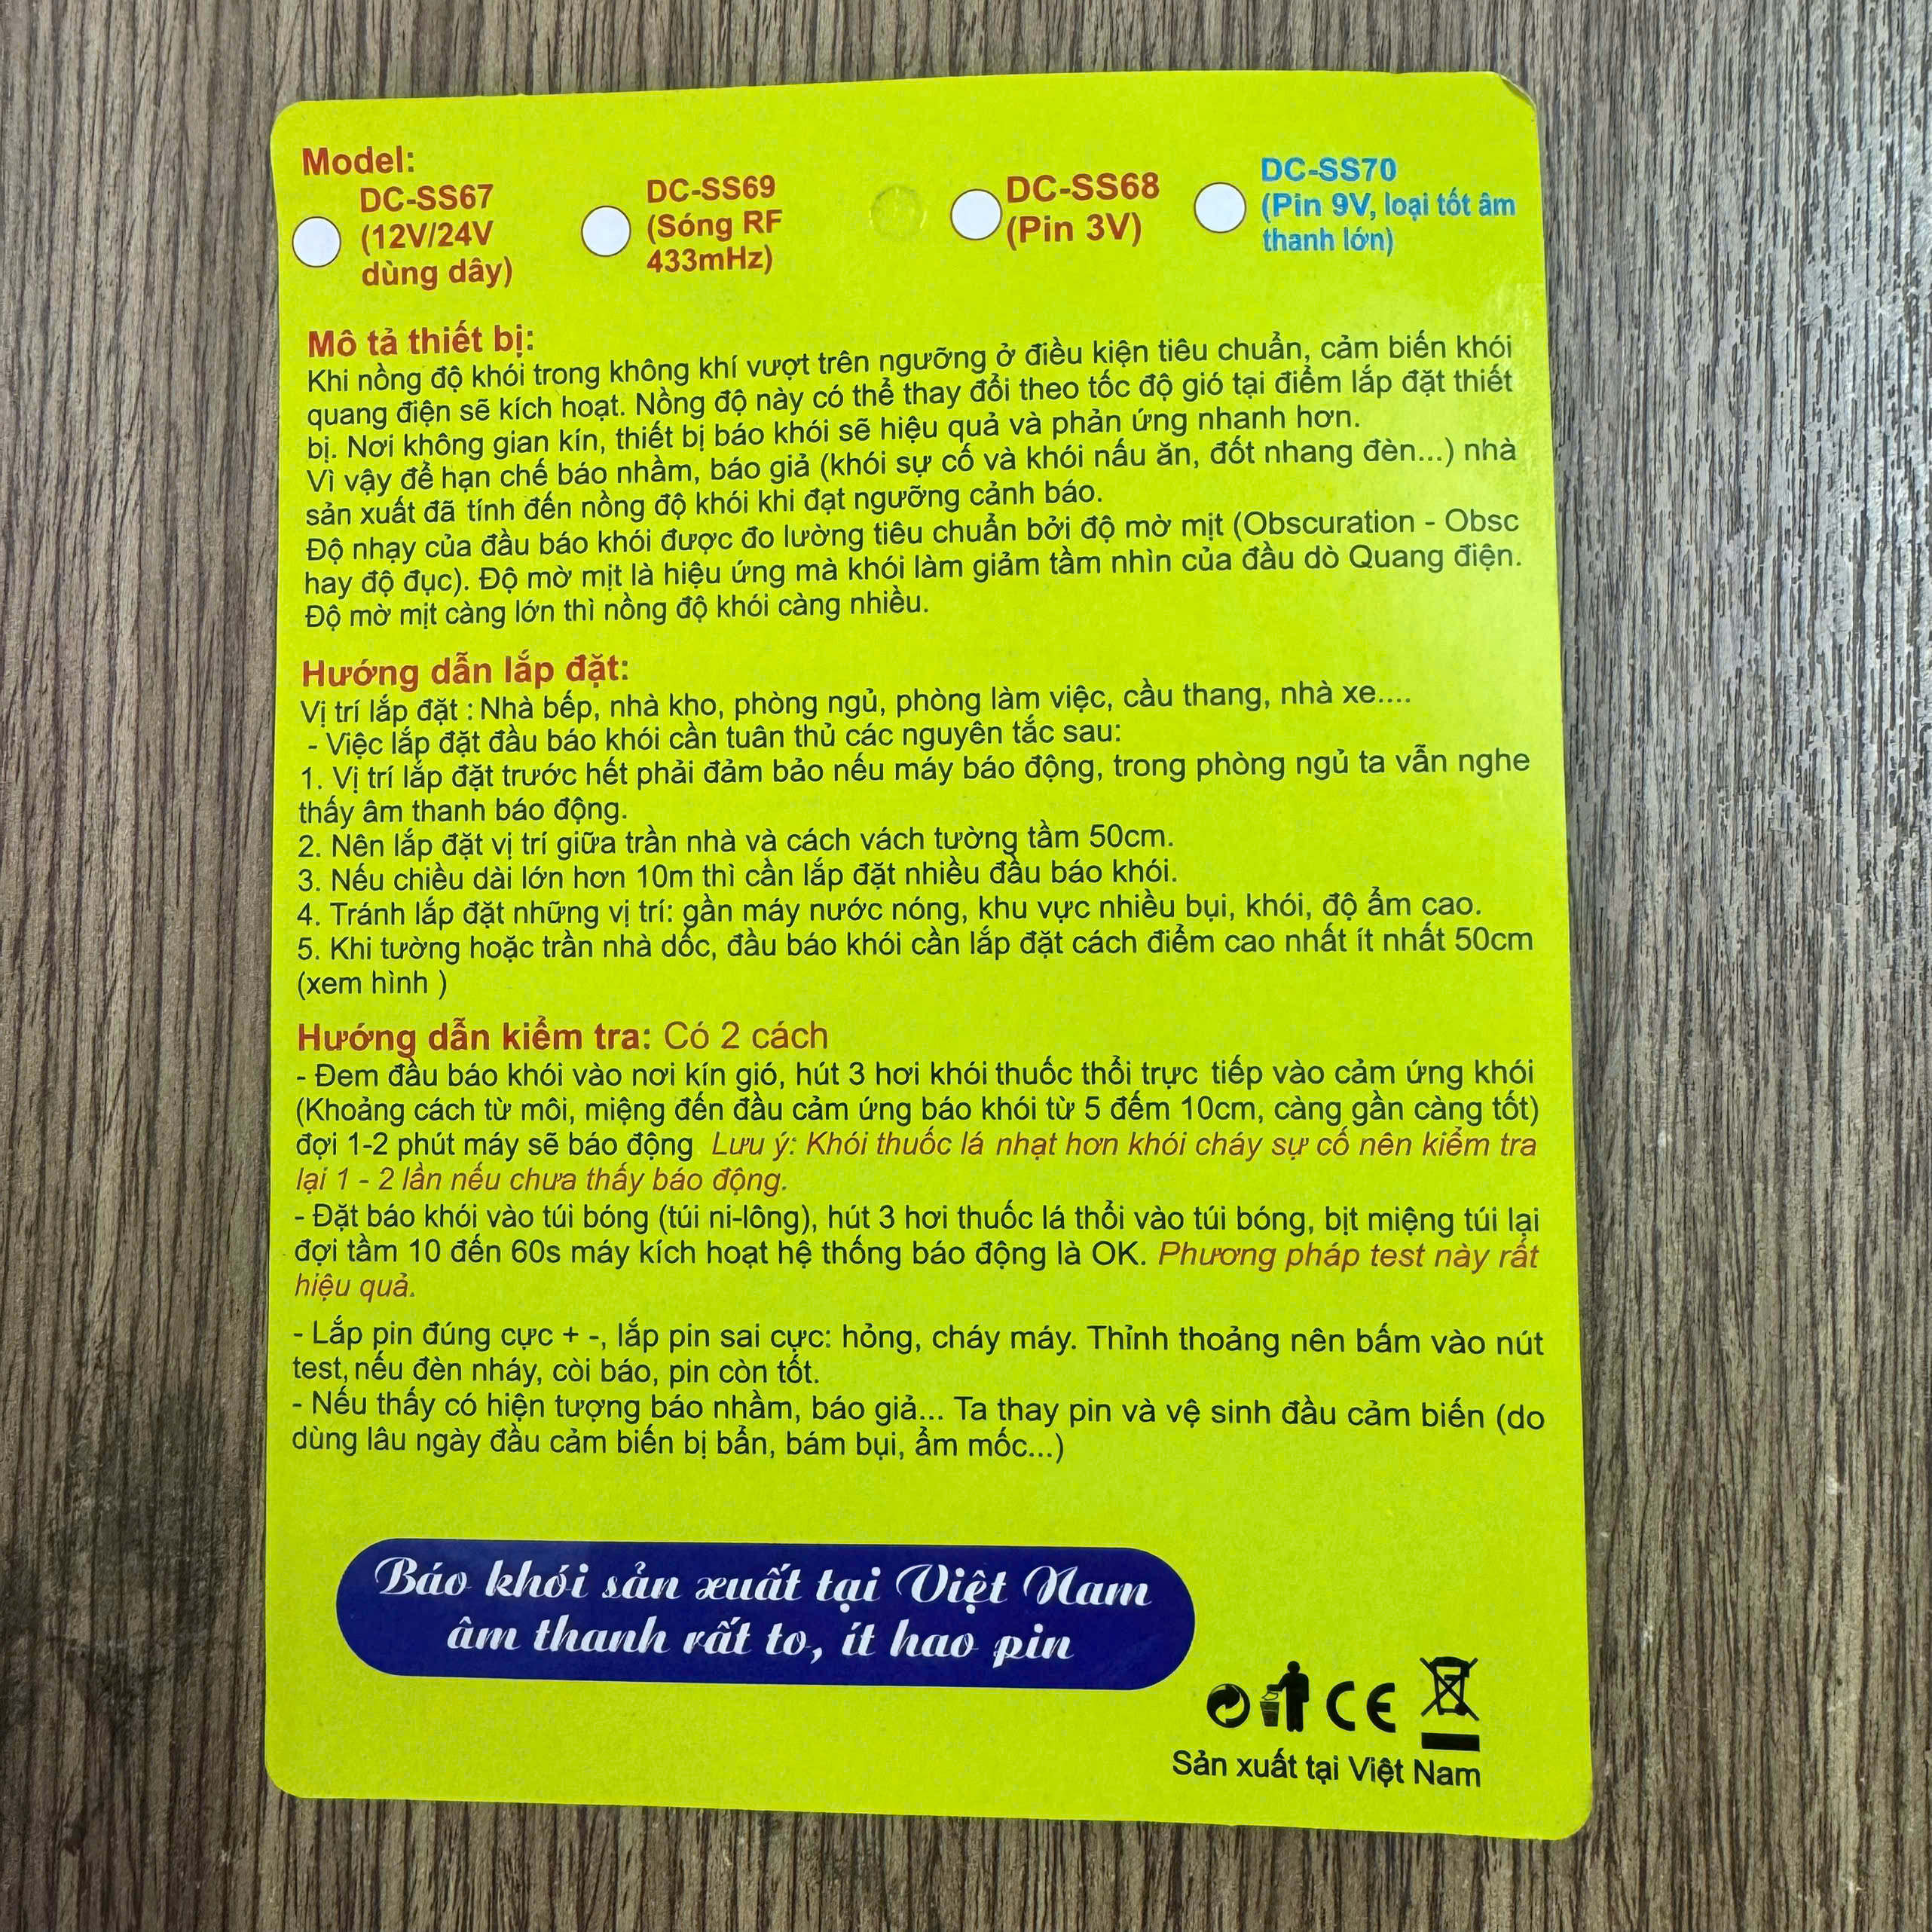 Model:
DC-SS67
(12V/24V
dùng dây)
DC-SS69
(Sóng RF
433mHz)
DC-SS68
(Pin 3V)
DC-SS70
(Pin 9V, loại tốt âm
thanh lớn)
Mô tả thiết bị:
Khi nồng độ khói trong không khí vượt trên ngưỡng ở điều kiện tiêu chuẩn, cảm biến khói
quang điện sẽ kích hoạt. Nồng độ này có thể thay đổi theo tốc độ gió tại điểm lắp đặt thiết
bị. Nơi không gian kín, thiết bị báo khói sẽ hiệu quả và phản ứng nhanh hơn.
Vì vậy để hạn chế báo nhầm, báo giả (khói sự cố và khói nấu ăn, đốt nhang đèn...) nhà
sản xuất đã tính đến nồng độ khói khi đạt ngưỡng cảnh báo.
Độ nhạy của đầu báo khói được đo lường tiêu chuẩn bởi độ mờ mịt (Obscuration - Obsc
hay độ đục). Độ mờ mịt là hiệu ứng mà khói làm giảm tầm nhìn của đầu dò Quang điện.
Độ mờ mịt càng lớn thì nồng độ khói càng nhiều.
Hướng dẫn lắp đặt:
Vị trí lắp đặt : Nhà bếp, nhà kho, phòng ngủ, phòng làm việc, cầu thang, nhà xe....
- Việc lắp đặt đầu báo khói cần tuân thủ các nguyên tắc sau:
1. Vị trí lắp đặt trước hết phải đảm bảo nếu máy báo động, trong phòng ngủ ta vẫn nghe
thấy âm thanh báo động.
2. Nên lắp đặt vị trí giữa trần nhà và cách vách tường tầm 50cm.
3. Nếu chiều dài lớn hơn 10m thì cần lắp đặt nhiều đầu báo khói.
4. Tránh lắp đặt những vị trí: gần máy nước nóng, khu vực nhiều bụi, khói, độ ẩm cao.
5. Khi tường hoặc trần nhà dốc, đầu báo khói cần lắp đặt cách điểm cao nhất ít nhất 50cm
(xem hình )
Hướng dẫn kiểm tra: Có 2 cách
- Đem đầu báo khói vào nơi kín gió, hút 3 hơi khói thuốc thổi trực tiếp vào cảm ứng khói
(Khoảng cách từ môi, miệng đến đầu cảm ứng báo khói từ 5 đếm 10cm, càng gần càng tốt)
đợi 1-2 phút máy sẽ báo động. Lưu ý: Khói thuốc lá nhạt hơn khói cháy sự cố nên kiểm tra
lại 1 - 2 lần nếu chưa thấy báo động.
- Đặt báo khói vào túi bóng (túi ni-lông), hút 3 hơi thuốc lá thổi vào túi bóng, bịt miệng túi lại
đợi tầm 10 đến 60s máy kích hoạt hệ thống báo động là OK. Phương pháp test này rất
hiệu quả.
- Lắp pin đúng cực + -, lắp pin sai cực: hỏng, cháy máy. Thỉnh thoảng nên bấm vào nút
test, nếu đèn nháy, còi báo, pin còn tốt.
- Nếu thấy có hiện tượng báo nhầm, báo giả... Ta thay pin và vệ sinh đầu cảm biến (do
dùng lâu ngày đầu cảm biến bị bẩn, bám bụi, ẩm mốc...)
Báo khói sản xuất tại Việt Nam
âm thanh rất to, ít hao pin
CE
Sản xuất tại Việt Nam